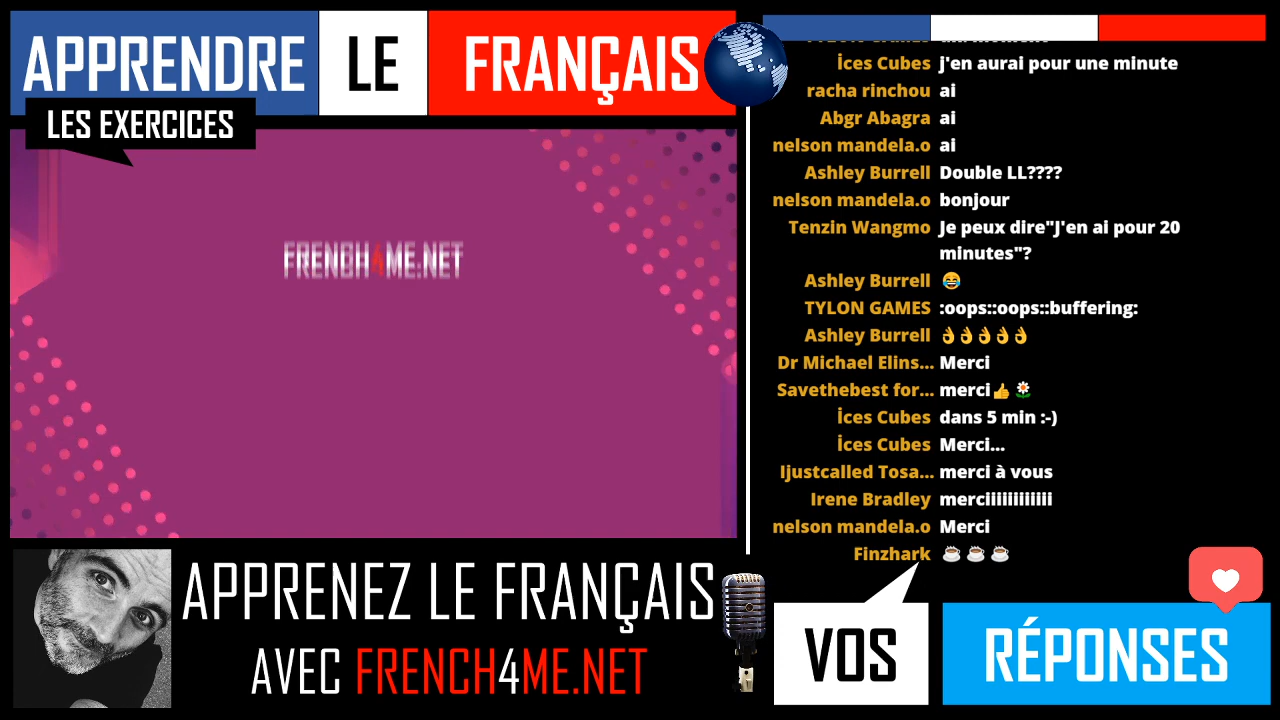 APPRENDRE LE FRANÇAIS
LES EXERCICES
FRENCH4ME.NET
APPRENEZ LE FRANÇAIS
AVEC FRENCH4ME.NET
İces Cubes j'en aurai pour une minute
racha rinchou ai
Abgr Abagra ai
nelson mandela.o ai
Ashley Burrell Double LL????
nelson mandela.o bonjour
Tenzin Wangmo Je peux dire"J'en ai pour 20
minutes"?
Ashley Burrell 😂
TYLON GAMES :oops::oops::buffering:
Ashley Burrell 👌👌👌👌👌
Dr Michael Elins... Merci
Savethebest for... merci👍🌼
İces Cubes dans 5 min :-)
İces Cubes Merci...
Ijustcalled Tosa... merci à vous
Irene Bradley merciiiiiiiiiiiii
nelson mandela.o Merci
Finzhark ☕☕☕
VOS RÉPONSES